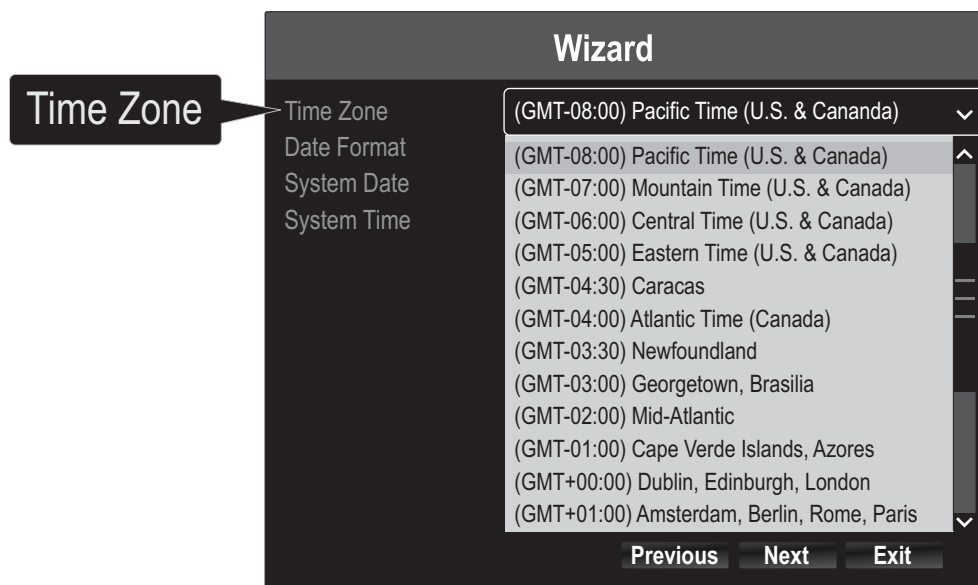 Wizard
Time Zone
Time Zone (GMT-08:00) Pacific Time (U.S. & Cananda)
Date Format
System Date
System Time
(GMT-08:00) Pacific Time (U.S. & Canada)
(GMT-07:00) Mountain Time (U.S. & Canada)
(GMT-06:00) Central Time (U.S. & Canada)
(GMT-05:00) Eastern Time (U.S. & Canada)
(GMT-04:30) Caracas
(GMT-04:00) Atlantic Time (Canada)
(GMT-03:30) Newfoundland
(GMT-03:00) Georgetown, Brasilia
(GMT-02:00) Mid-Atlantic
(GMT-01:00) Cape Verde Islands, Azores
(GMT+00:00) Dublin, Edinburgh, London
(GMT+01:00) Amsterdam, Berlin, Rome, Paris
Previous Next Exit